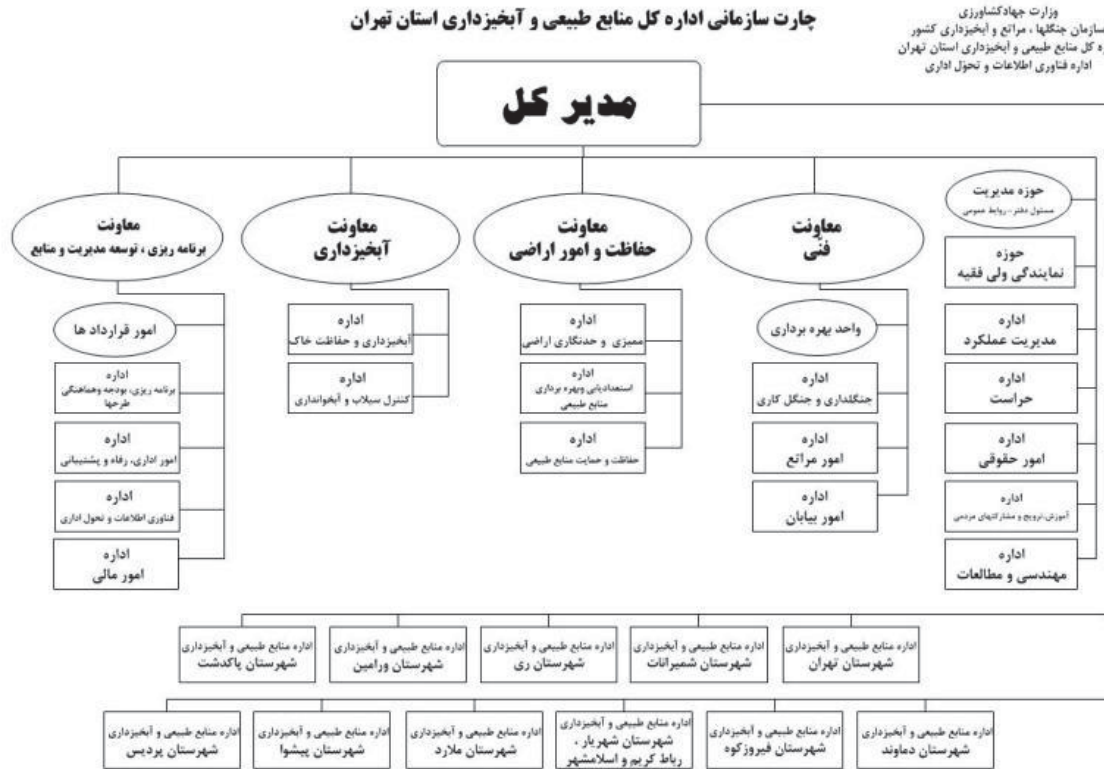 چارت سازمانی اداره کل منابع طبیعی و آبخیزداری استان تهران
وزارت جهادکشاورزی
سازمان جنگلها ، مراتع و آبخیزداری کشور
ه کل منابع طبیعی و آبخیزداری استان تهران
اداره فناوری اطلاعات و تحول اداری
مدیر کل
حوزه مدیریت
مسئول دفتر - روابط عمومی
حوزه
نمایندگی ولی فقیه
اداره
مدیریت عملکرد
اداره
حراست
اداره
امور حقوقی
اداره
آموزش، ترویج و مشارکتهای مردمی
اداره
مهندسی و مطالعات
معاونت
فنّی
واحد بهره برداری
اداره
جنگلداری و جنگل کاری
اداره
امور مراتع
اداره
امور بیابان
معاونت
حفاظت و امور اراضی
اداره
ممیزی و حدنگاری اراضی
اداره
استعدادیابی وبهره برداری
منابع طبیعی
اداره
حفاظت و حمایت منابع طبیعی
معاونت
آبخیزداری
اداره
آبخیزداری و حفاظت خاک
اداره
کنترل سیلاب و آبخوانداری
معاونت
برنامه ریزی ، توسعه مدیریت و منابع
امور قرارداد ها
اداره
برنامه ریزی، بودجه وهماهنگی
طرحها
اداره
امور اداری، رفاه و پشتیبانی
اداره
فناوری اطلاعات و تحول اداری
اداره
امور مالی
اداره منابع طبیعی و آبخیزداری
شهرستان تهران
اداره منابع طبیعی و آبخیزداری
شهرستان شمیرانات
اداره منابع طبیعی و آبخیزداری
شهرستان ری
اداره منابع طبیعی و آبخیزداری
شهرستان ورامین
اداره منابع طبیعی و آبخیزداری
شهرستان پاکدشت
اداره منابع طبیعی و آبخیزداری
شهرستان دماوند
اداره منابع طبیعی و آبخیزداری
شهرستان فیروزکوه
اداره منابع طبیعی و آبخیزداری
شهرستان شهریار ،
رباط کریم و اسلامشهر
اداره منابع طبیعی و آبخیزداری
شهرستان ملارد
اداره منابع طبیعی و آبخیزداری
شهرستان پیشوا
اداره منابع طبیعی و آبخیزداری
شهرستان پردیس